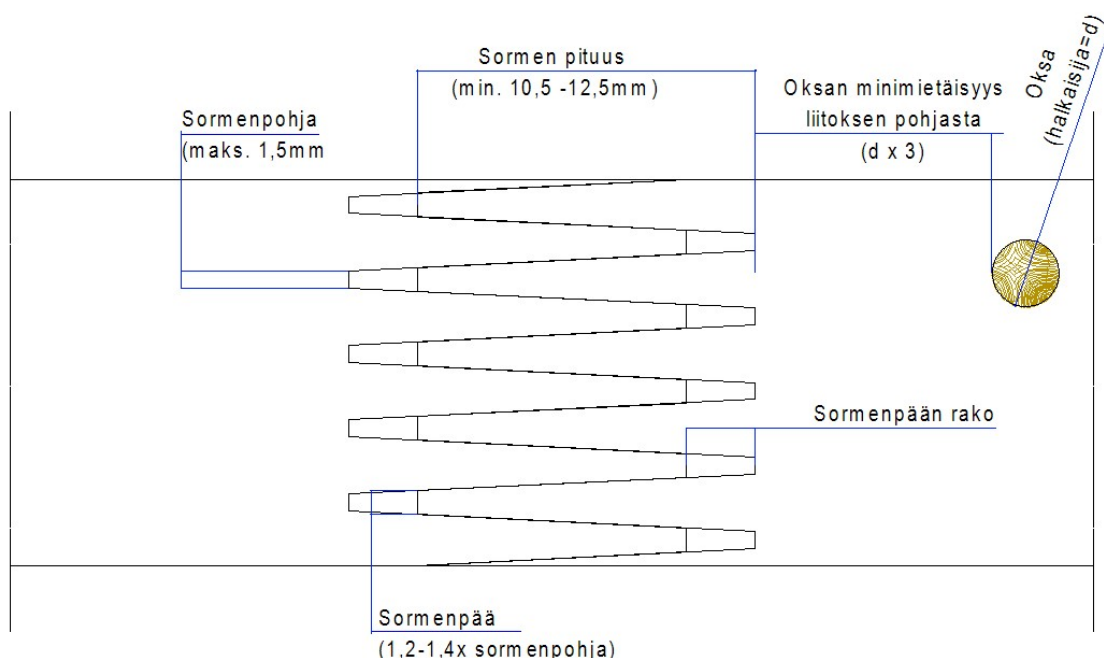 Sormen pituus
(min. 10,5 -12,5mm)
Oksan minimietäisyys
liitoksen pohjasta
(d x 3)
Oksa
(halkaisija=d)
Sormenpohja
(maks. 1,5mm
Sormenpään rako
Sormenpää
(1,2-1,4x sormenpohja)